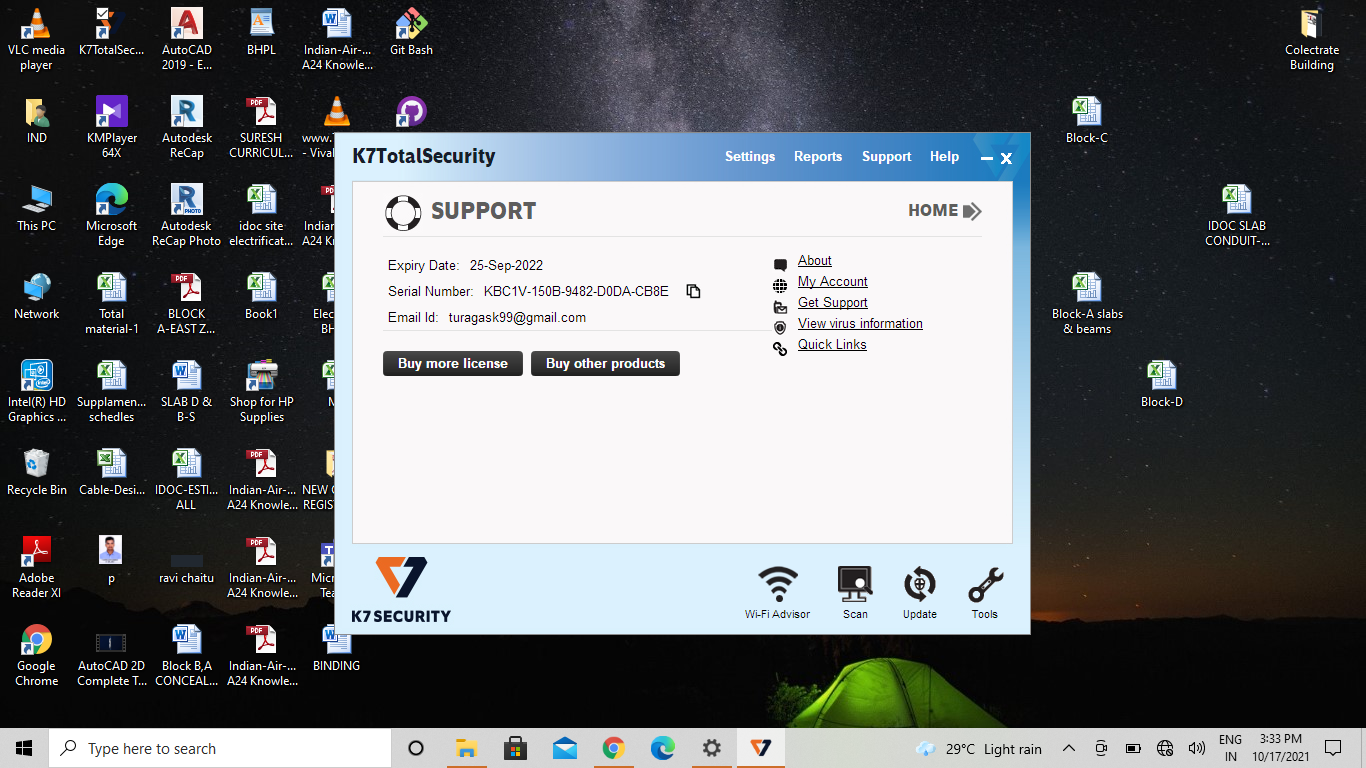 VLC media
player
K7TotalSec...
AutoCAD
2019 - E...
BHPL
Indian-Air-...
A24 Knowle...
Git Bash
Colectrate
Building
IND
KMPlayer
64X
Autodesk
ReCap
SURESH
CURRICUL...
www.
- Viva
Block-C
This PC
Microsoft
Edge
Autodesk
ReCap Photo
idoc site
electrificat...
Indian
A24 K
IDOC SLAB
CONDUIT-...
Network
Total
material-1
BLOCK
A-EAST Z...
Book1
Elec
BH
Block-A slabs
& beams
Intel(R) HD
Graphics ...
Supplamen...
schedles
SLAB D &
B-S
Shop for HP
Supplies
M
Block-D
Recycle Bin
Cable-Desi...
IDOC-ESTI...
ALL
Indian-Air-...
A24 Knowle...
NEW
REGIS
Adobe
Reader XI
p
ravi chaitu
Indian-Air-...
A24 Knowle...
Micr
Tea
Google
Chrome
AutoCAD 2D
Complete T...
Block B,A
CONCEAL...
Indian-Air-...
A24 Knowle...
BINDING
K7TotalSecurity
Settings Reports Support Help
SUPPORT
HOME
Expiry Date: 25-Sep-2022
Serial Number: KBC1V-150B-9482-D0DA-CB8E
Email Id: turagask99@gmail.com
Buy more license
Buy other products
About
My Account
Get Support
View virus information
Quick Links
K7 SECURITY
Wi-Fi Advisor
Scan
Update
Tools
Type here to search
29°C Light rain
ENG
IN
3:33 PM
10/17/2021